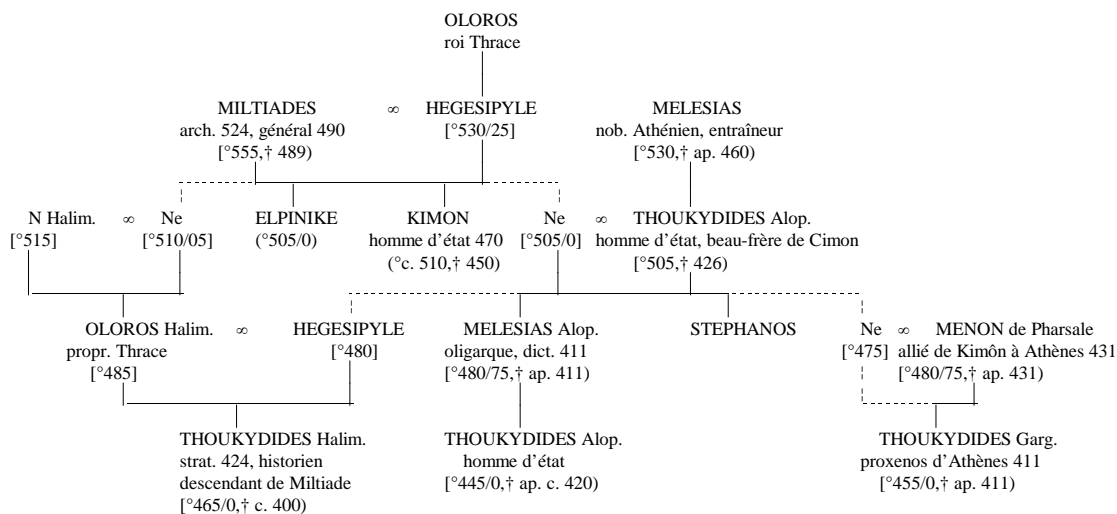 OLOROS
roi Thrace
MILTIADES ∞ HEGESIPYLE MELESIAS
arch. 524, général 490 [°530/25] nob. Athénien, entraîneur
[°555,† 489) [°530,† ap. 460)
N Halim. ∞ Ne ELPINIKE KIMON Ne ∞ THOUKYDIDES Alop.
[°515] [°510/05] (°505/0) homme d'état 470 [°505/0] homme d'état, beau-frère de Cimon
(°c. 510,† 450) [°505,† 426)
OLOROS Halim. ∞ HEGESIPYLE MELESIAS Alop. STEPHANOS Ne ∞ MENON de Pharsale
propr. Thrace [°480] oligarque, dict. 411 [°475] allié de Kimôn à Athènes 431
[°485] [°480/75,† ap. 411) [°480/75,† ap. 431)
THOUKYDIDES Halim. THOUKYDIDES Alop. THOUKYDIDES Garg.
strat. 424, historien homme d'état proxenos d'Athènes 411
descendant de Miltiade [°445/0,† ap. c. 420) [°455/0,† ap. 411)
[°465/0,† c. 400)